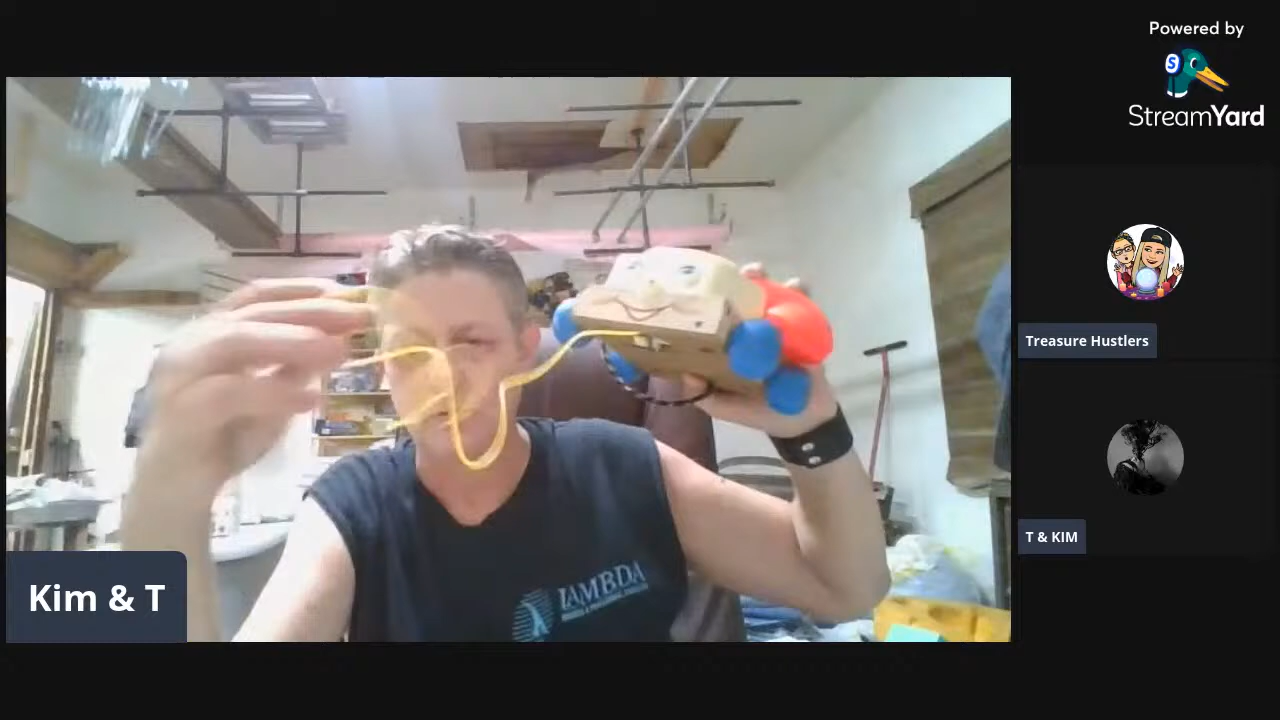 Powered by
S
StreamYard
Treasure Hustlers
T & KIM
Kim & T
LAMBDA